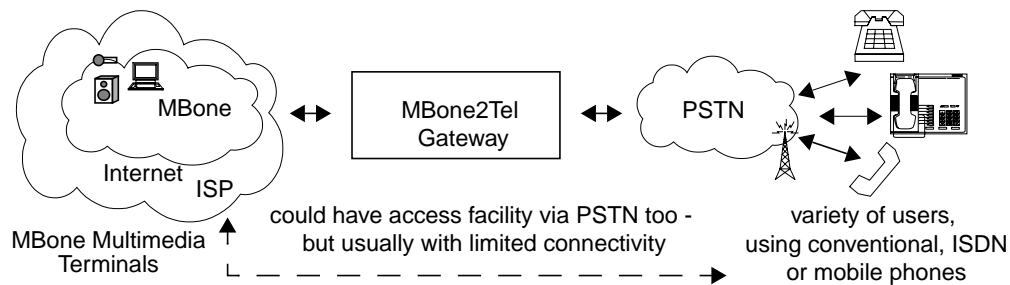 MBone
Internet
ISP
MBone Multimedia
Terminals
MBone2Tel
Gateway
PSTN
could have access facility via PSTN too -
but usually with limited connectivity
variety of users,
using conventional, ISDN
or mobile phones